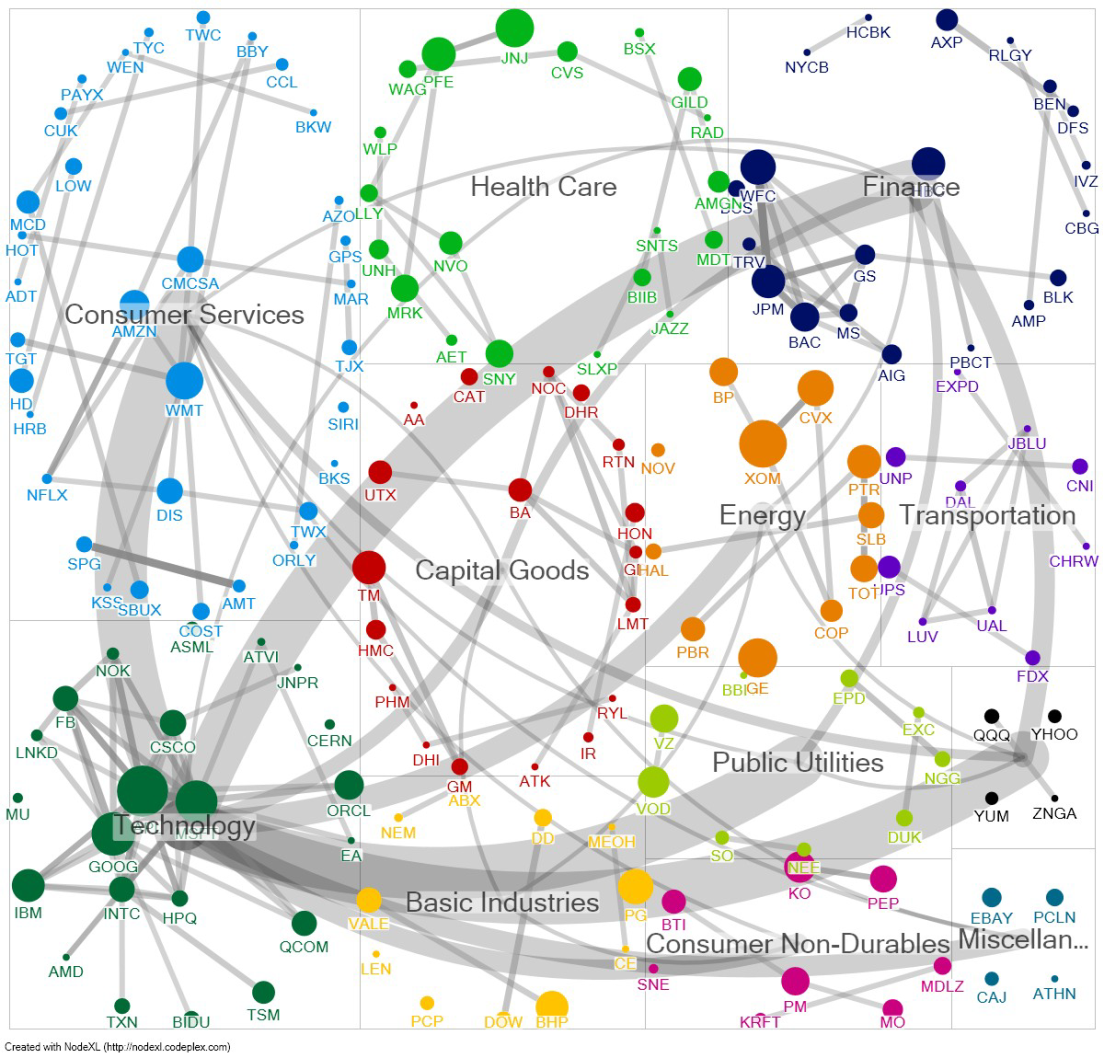 TWC
TYC
BBY
WEN
CCL
PAYX
CUK
BKW
LOW
MCD
HOT
ADT
CMCSA
Consumer Services
AMZN
AZO
GPS
MAR
TGT
TJX
HD
WMT
HRB
SIRI
NFLX
BKS
DIS
TWX
ORLY
SPG
KSS
SBUX
AMT
COST
JNJ
PFE
WAG
CVS
BSX
GILD
RAD
WLP
Health Care
LLY
AMGN
UNH
NVO
SNTS
MDT
MRK
BIIB
JAZZ
AET
SNY
SLXP
HCBK
NYCB
AXP
RLGY
BEN
DFS
IVZ
WFC
Finance
CBG
TRV
GS
JPM
BLK
BAC
MS
AMP
AIG
PBCT
CAT
NOC
AA
DHR
RTN
UTX
BA
HON
Capital Goods
TM
LMT
HMC
PHM
RYL
DHI
IR
GM
ATK
BP
CVX
XOM
NOV
PTR
Energy
SLB
HAL
TOT
COP
PBR
GE
EXPD
JBLU
UNP
CNI
DAL
Transportation
CHRW
UPS
LUV
UAL
FDX
ASML
ATVI
NOK
JNPR
FB
LNKD
CSCO
CERN
MU
ORCL
Technology
MSFT
EA
GOOG
IBM
INTC
HPQ
QCOM
AMD
TXN
BIDU
TSM
BBL
EPD
VZ
EXC
Public Utilities
NGG
VOD
DUK
SO
NEE
QQQ
YHOO
YUM
ZNGA
ABX
NEM
DD
MEOH
Basic Industries
VALE
PG
CE
LEN
PCP
DOW
BHP
KO
PEP
BTI
Consumer Non-Durables
SNE
MDLZ
PM
KRFT
MO
EBAY
PCLN
Miscellan...
CAJ
ATHN
Created with NodeXL (http://nodexl.codeplex.com)